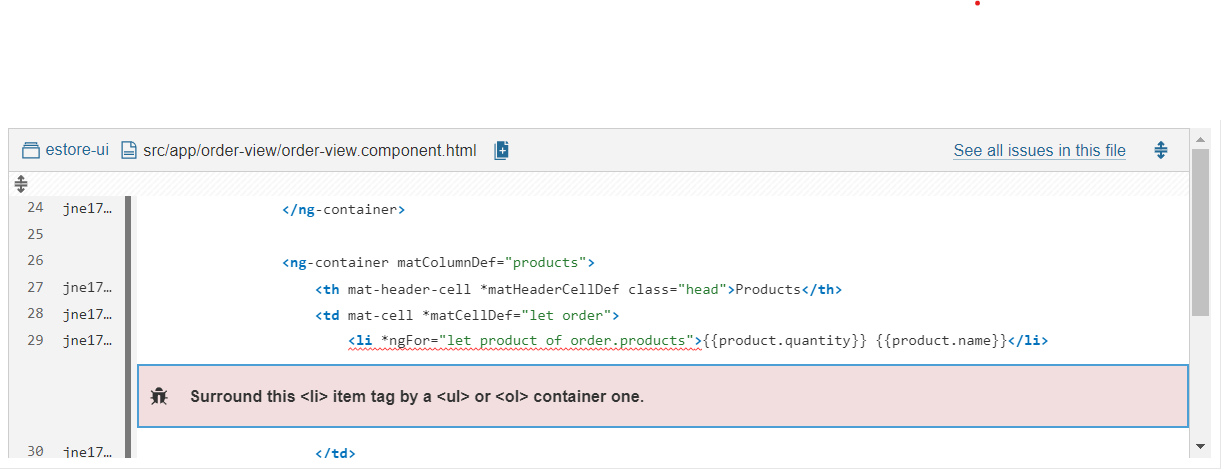 estore-ui src/app/order-view/order-view.component.html See all issues in this file
24 jne17… </ng-container>
25
26 <ng-container matColumnDef="products">
27 jne17… <th mat-header-cell *matHeaderCellDef class="head">Products</th>
28 jne17… <td mat-cell *matCellDef="let order">
29 jne17… <li *ngFor="let product of order.products">{{product.quantity}} {{product.name}}</li>
Surround this <li> item tag by a <ul> or <ol> container one.
30 jne17… </td>